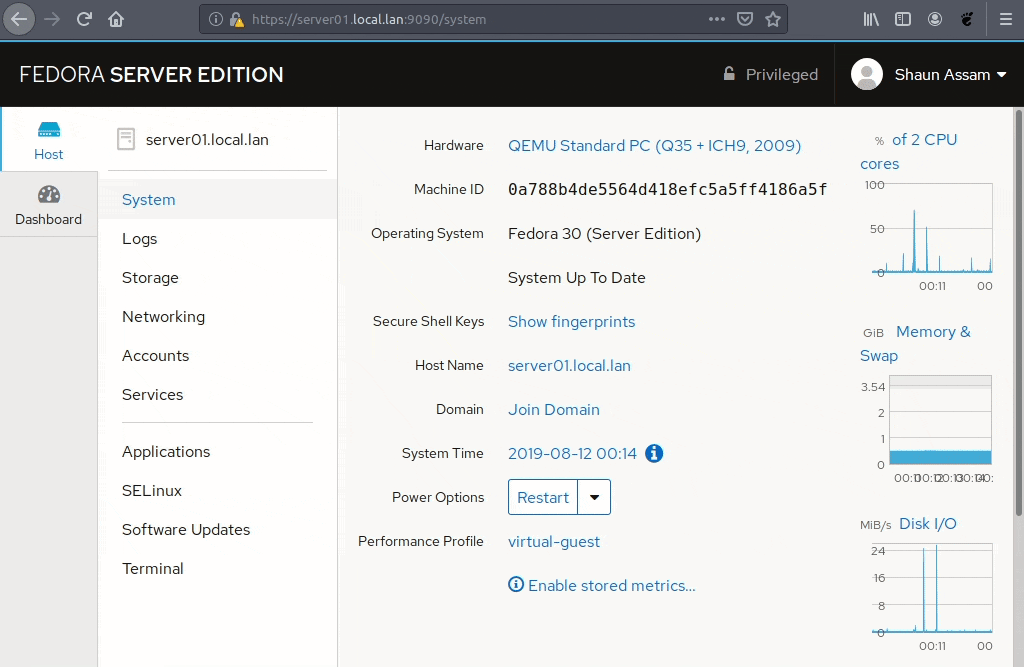 https://server01.local.lan:9090/system
FEDORA SERVER EDITION
Privileged
Shaun Assam
Host
Dashboard
server01.local.lan
System
Logs
Storage
Networking
Accounts
Services
Applications
SELinux
Software Updates
Terminal
Hardware QEMU Standard PC (Q35 + ICH9, 2009)
Machine ID 0a788b4de5564d418efc5a5ff4186a5f
Operating System Fedora 30 (Server Edition)
System Up To Date
Secure Shell Keys Show fingerprints
Host Name server01.local.lan
Domain Join Domain
System Time 2019-08-12 00:14
Power Options Restart
Performance Profile virtual-guest
Enable stored metrics...
% of 2 CPU
cores
100
50
0
00:11 00
GiB Memory &
Swap
3.54
2
1
0
MiB/s Disk I/O
24
16
8
0
00:11 00